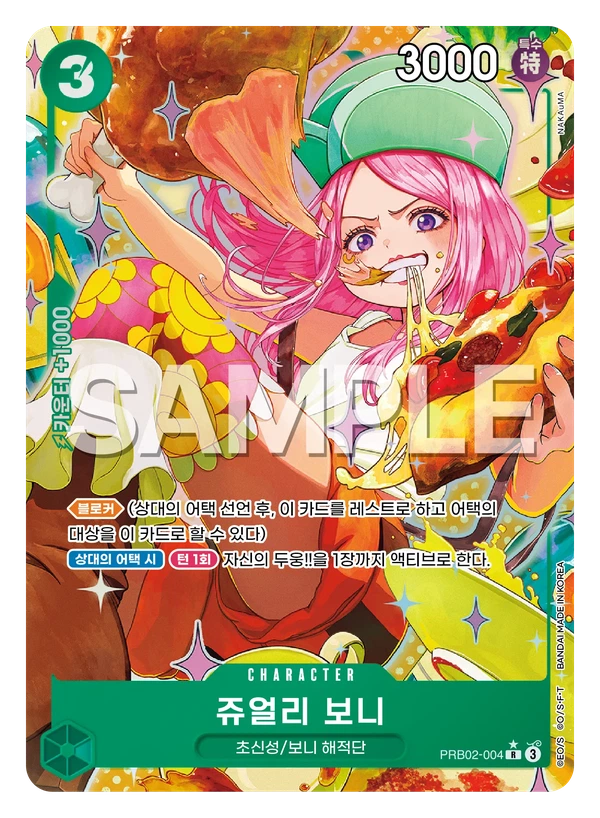 3
3000
특수
特
NAKAuMA
카운터 +1000
SAMPLE
블로커 (상대의 어택 선언 후, 이 카드를 레스트로 하고 어택의
대상을 이 카드로 할 수 있다)
상대의 어택 시 턴 1회 자신의 두웅!!을 1장까지 액티브로 한다.
CHARACTER
쥬얼리 보니
초신성/보니 해적단
PRB02-004 R 3
©E.O/S ©O/S·F·T BANDAI MADE IN KOREA